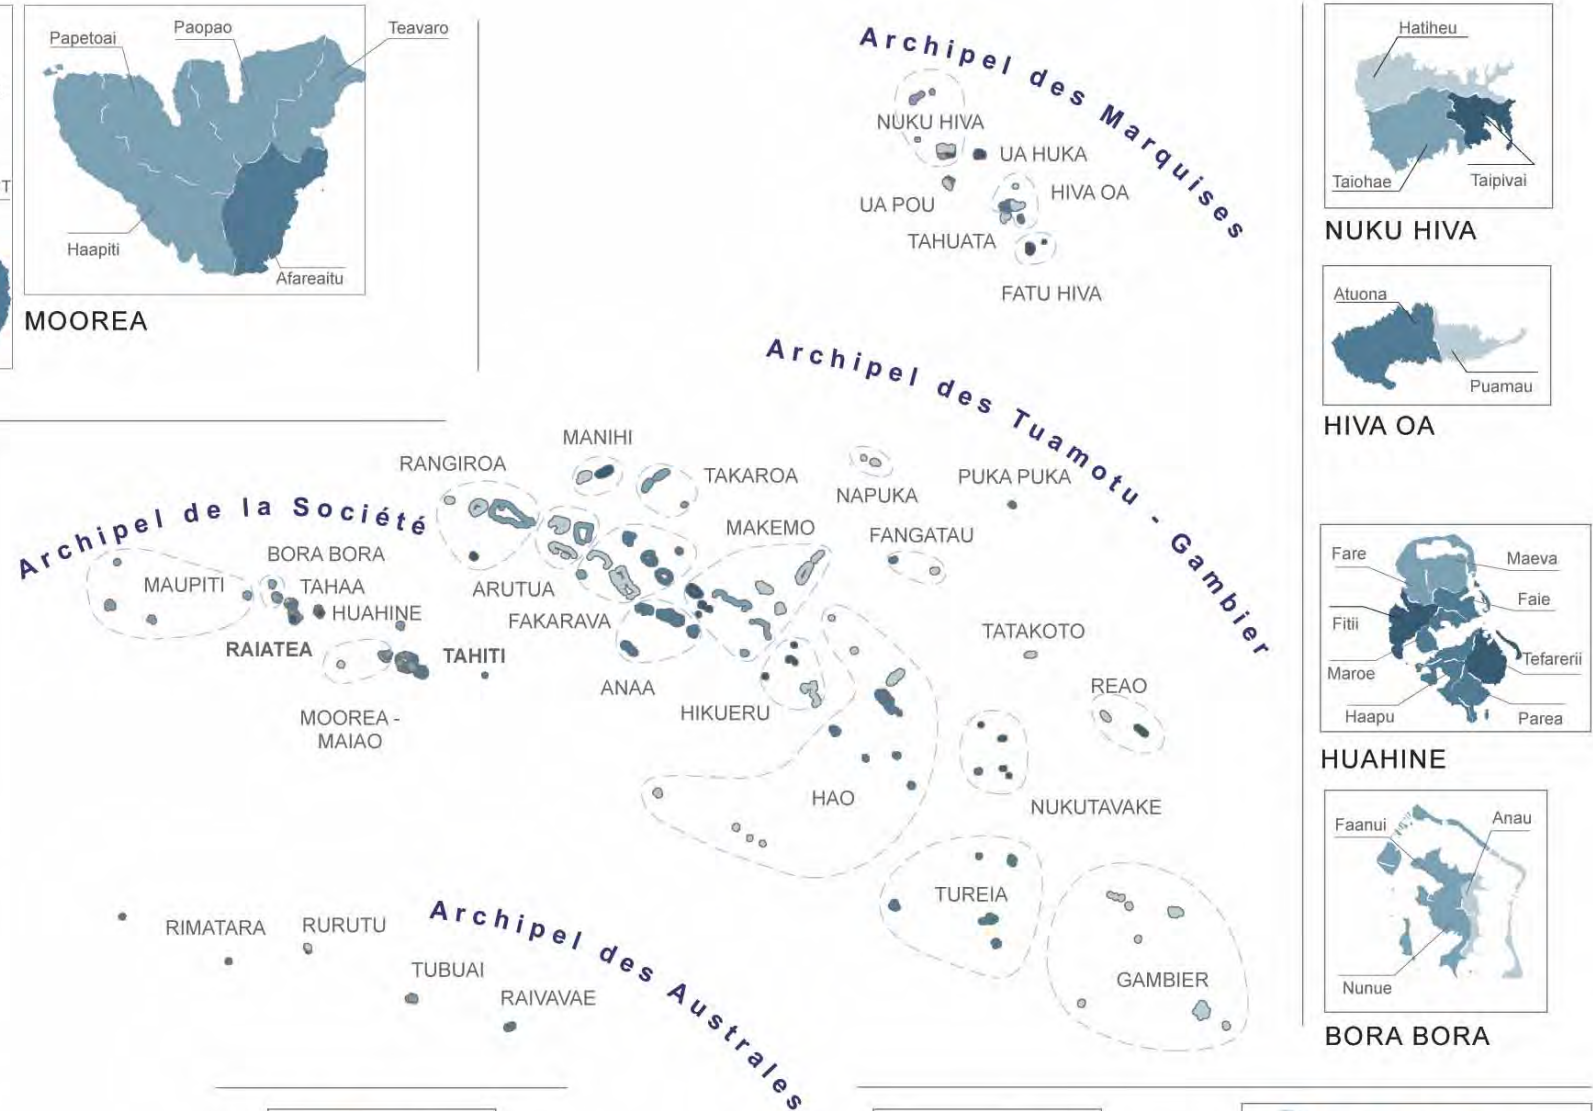 Papetoai
Paopao
Teavaro
Haapiti
Afareaitu
MOOREA
T
Archipel des Marquises
NUKU HIVA
UA HUKA
HIVA OA
UA POU
TAHUATA
FATU HIVA
Archipel des Tuamotu - Gambier
MANIHI
RANGIROA
TAKAROA
NAPUKA
PUKA PUKA
MAKEMO
FANGATAU
Archipel de la Société
BORA BORA
MAUPITI
TAHAA
HUAHINE
ARUTUA
FAKARAVA
RAIATEA
TAHITI
TATAKOTO
ANAA
HIKUERU
REAO
MOOREA -
MAIAO
HAO
NUKUTAVAKE
TUREIA
GAMBIER
Archipel des Australes
RIMATARA
RURUTU
TUBUAI
RAIVAVAE
Hatiheu
Taiohae
Taipivai
NUKU HIVA
Atuona
Puamau
HIVA OA
Fare
Maeva
Faie
Fitii
Tefarerii
Maroe
Haapu
Parea
HUAHINE
Faanui
Anau
Nunue
BORA BORA